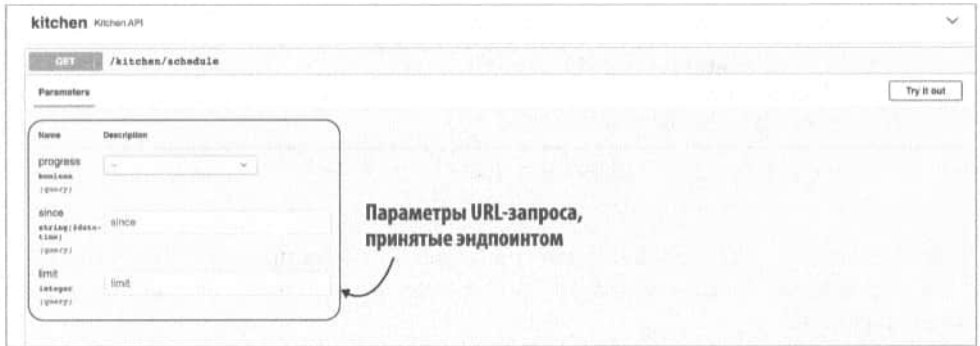 kitchen Kitchen API
GET /kitchen/schedule
Parameters
Try it out
Name Description
progress
boolean
(query)
--
since
string($date-
time)
(query)
since
limit
integer
(query)
limit
Параметры URL-запроса,
принятые эндпоинтом